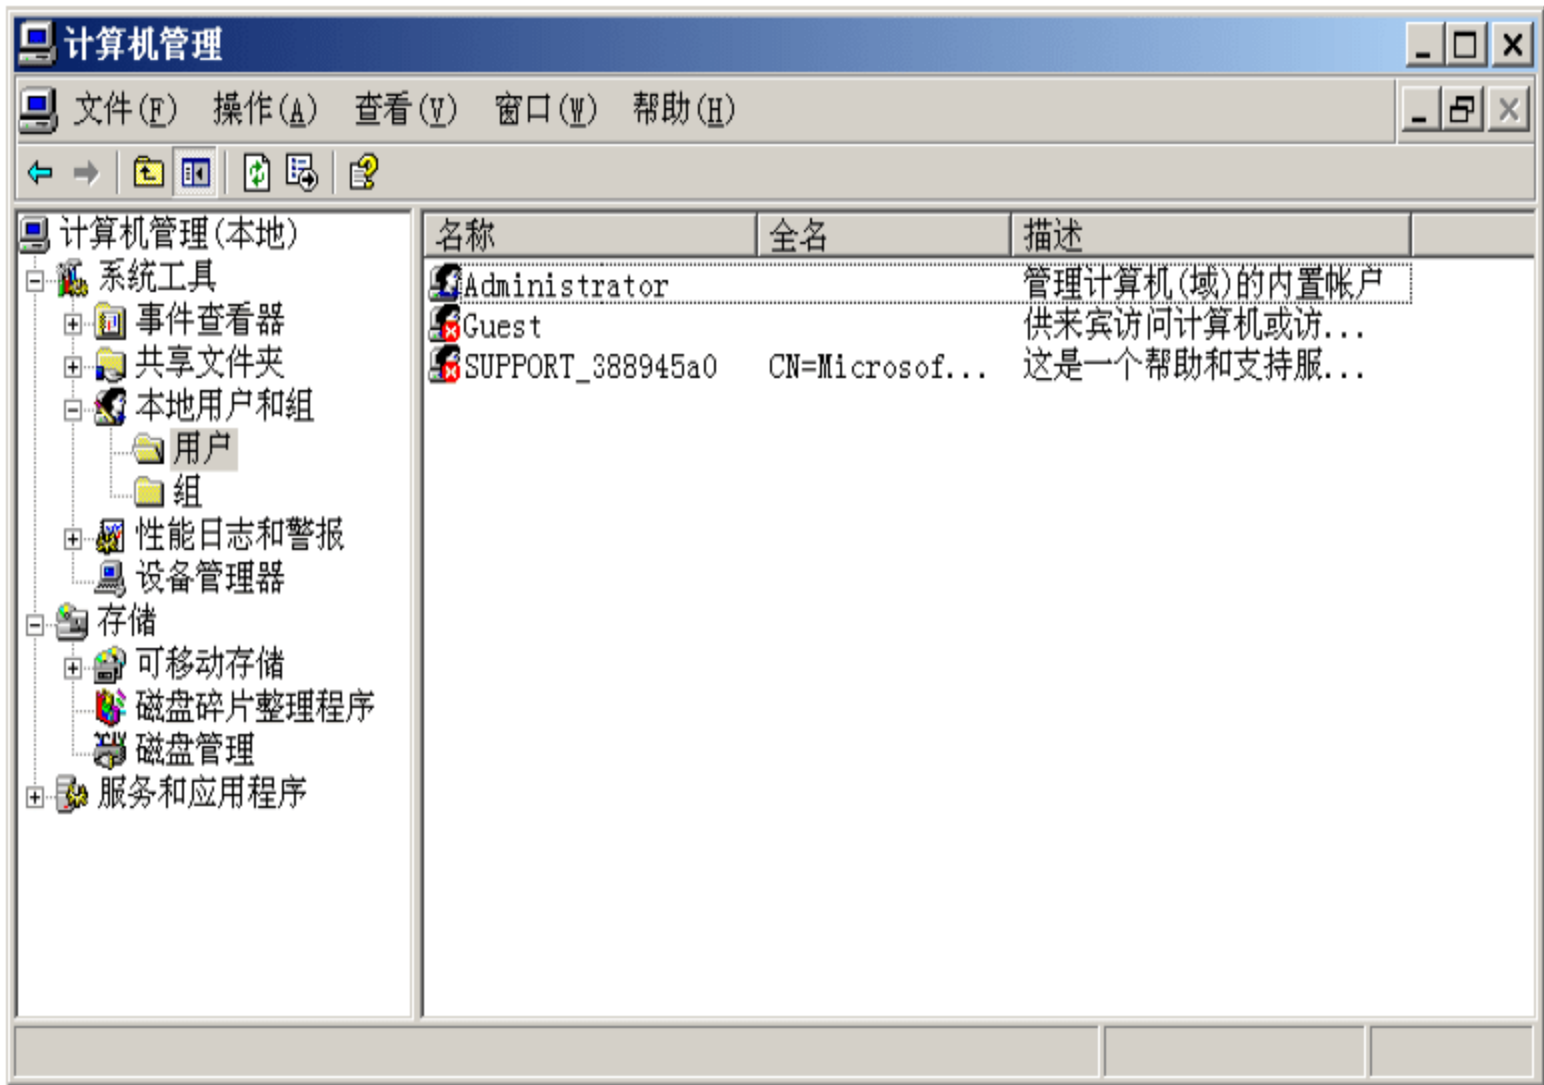 计算机管理
文件(F) 操作(A) 查看(V) 窗口(W) 帮助(H)
计算机管理(本地)
系统工具
事件查看器
共享文件夹
本地用户和组
用户
组
性能日志和警报
设备管理器
存储
可移动存储
磁盘碎片整理程序
磁盘管理
服务和应用程序
名称 全名 描述
Administrator 管理计算机(域)的内置帐户
Guest 供来宾访问计算机或访...
SUPPORT_388945a0 CN=Microsof... 这是一个帮助和支持服...